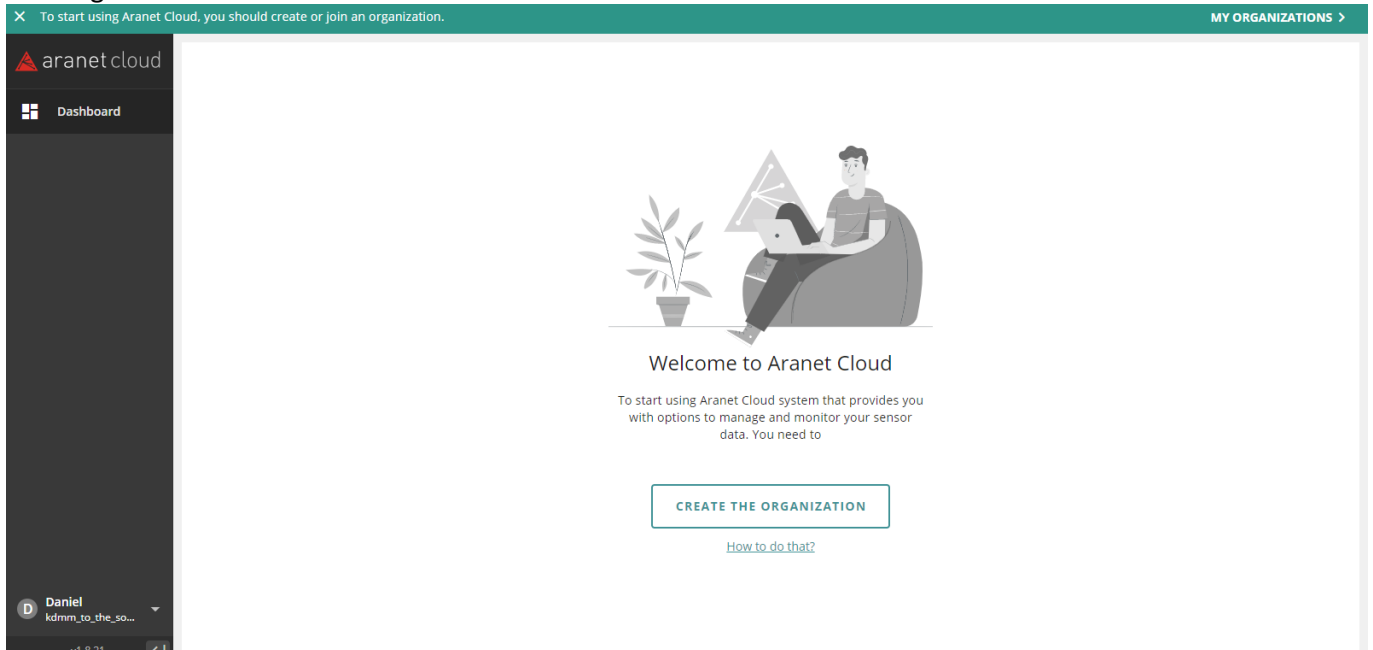 To start using Aranet Cloud, you should create or join an organization.
MY ORGANIZATIONS >
aranet cloud
Dashboard
Welcome to Aranet Cloud
To start using Aranet Cloud system that provides you
with options to manage and monitor your sensor
data. You need to
CREATE THE ORGANIZATION
How to do that?
D
Daniel
kdmm_to_the_so...